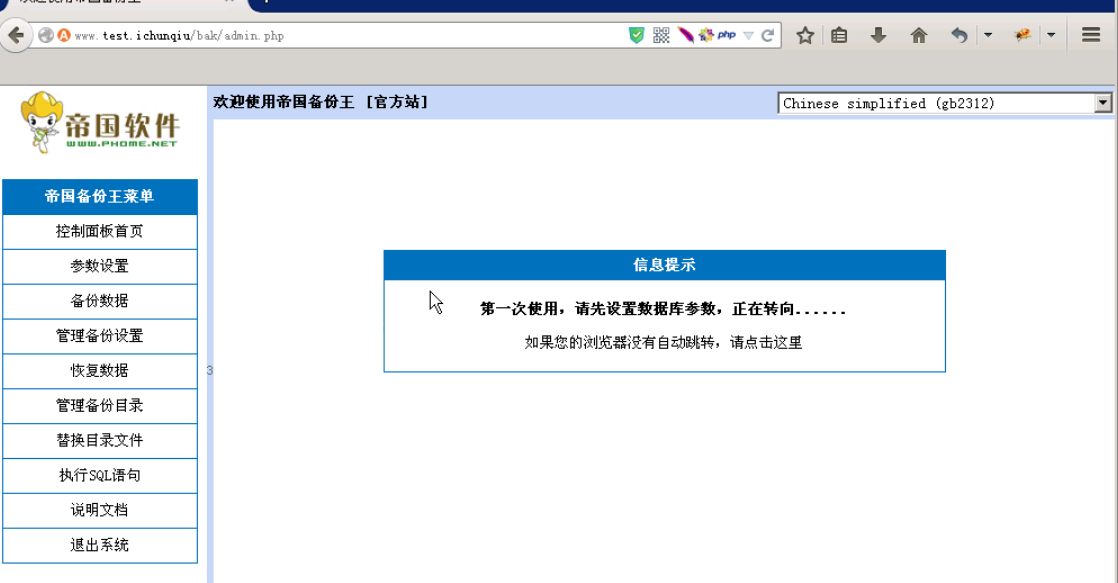 www.test.ichunqiu/bak/admin.php
php
帝国软件
WWW.PHOME.NET
欢迎使用帝国备份王 [官方站]
Chinese simplified (gb2312)
帝国备份王菜单
控制面板首页
参数设置
备份数据
管理备份设置
恢复数据
管理备份目录
替换目录文件
执行SQL语句
说明文档
退出系统
3
信息提示
第一次使用，请先设置数据库参数，正在转向......
如果您的浏览器没有自动跳转，请点击这里